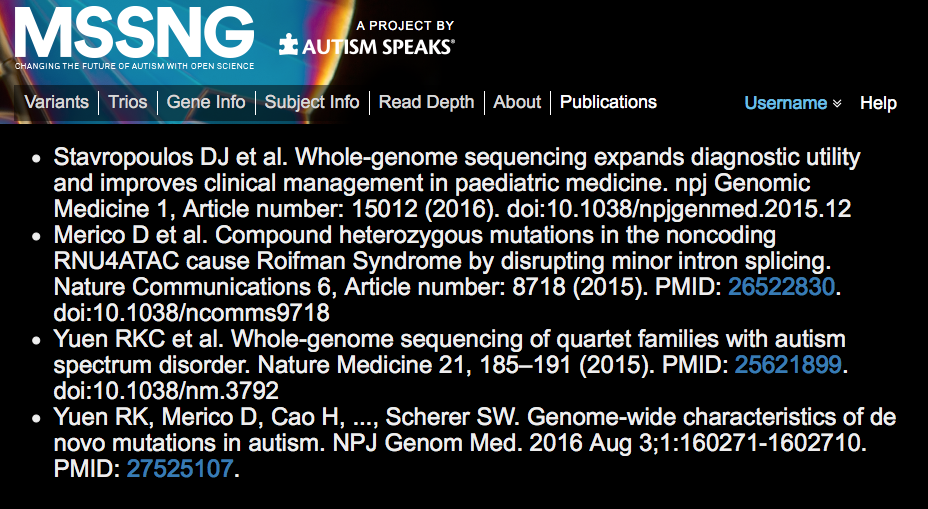 MSSNG
CHANGING THE FUTURE OF AUTISM WITH OPEN SCIENCE
A PROJECT BY
AUTISM SPEAKS®
Variants | Trios | Gene Info | Subject Info | Read Depth | About | Publications Username Help
• Stavropoulos DJ et al. Whole-genome sequencing expands diagnostic utility
and improves clinical management in paediatric medicine. npj Genomic
Medicine 1, Article number: 15012 (2016). doi:10.1038/npjgenmed.2015.12
• Merico D et al. Compound heterozygous mutations in the noncoding
RNU4ATAC cause Roifman Syndrome by disrupting minor intron splicing.
Nature Communications 6, Article number: 8718 (2015). PMID: 26522830.
doi:10.1038/ncomms9718
• Yuen RKC et al. Whole-genome sequencing of quartet families with autism
spectrum disorder. Nature Medicine 21, 185–191 (2015). PMID: 25621899.
doi:10.1038/nm.3792
• Yuen RK, Merico D, Cao H, ..., Scherer SW. Genome-wide characteristics of de
novo mutations in autism. NPJ Genom Med. 2016 Aug 3;1:160271-1602710.
PMID: 27525107.